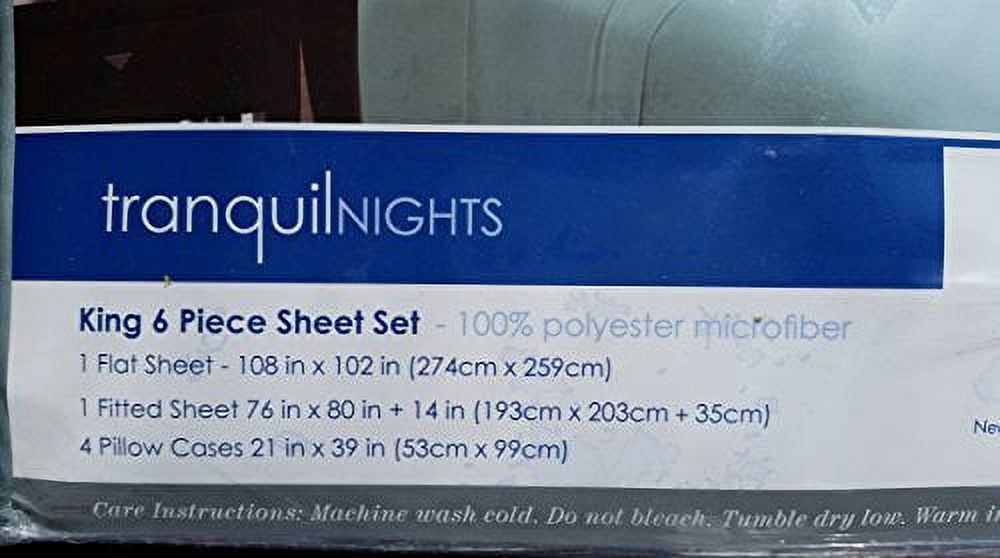 tranquilNIGHTS
King 6 Piece Sheet Set - 100% polyester microfiber
1 Flat Sheet - 108 in x 102 in (274cm x 259cm)
1 Fitted Sheet 76 in x 80 in + 14 in (193cm x 203cm + 35cm)
4 Pillow Cases 21 in x 39 in (53cm x 99cm)
Care Instructions: Machine wash cold. Do not bleach. Tumble dry low. Warm